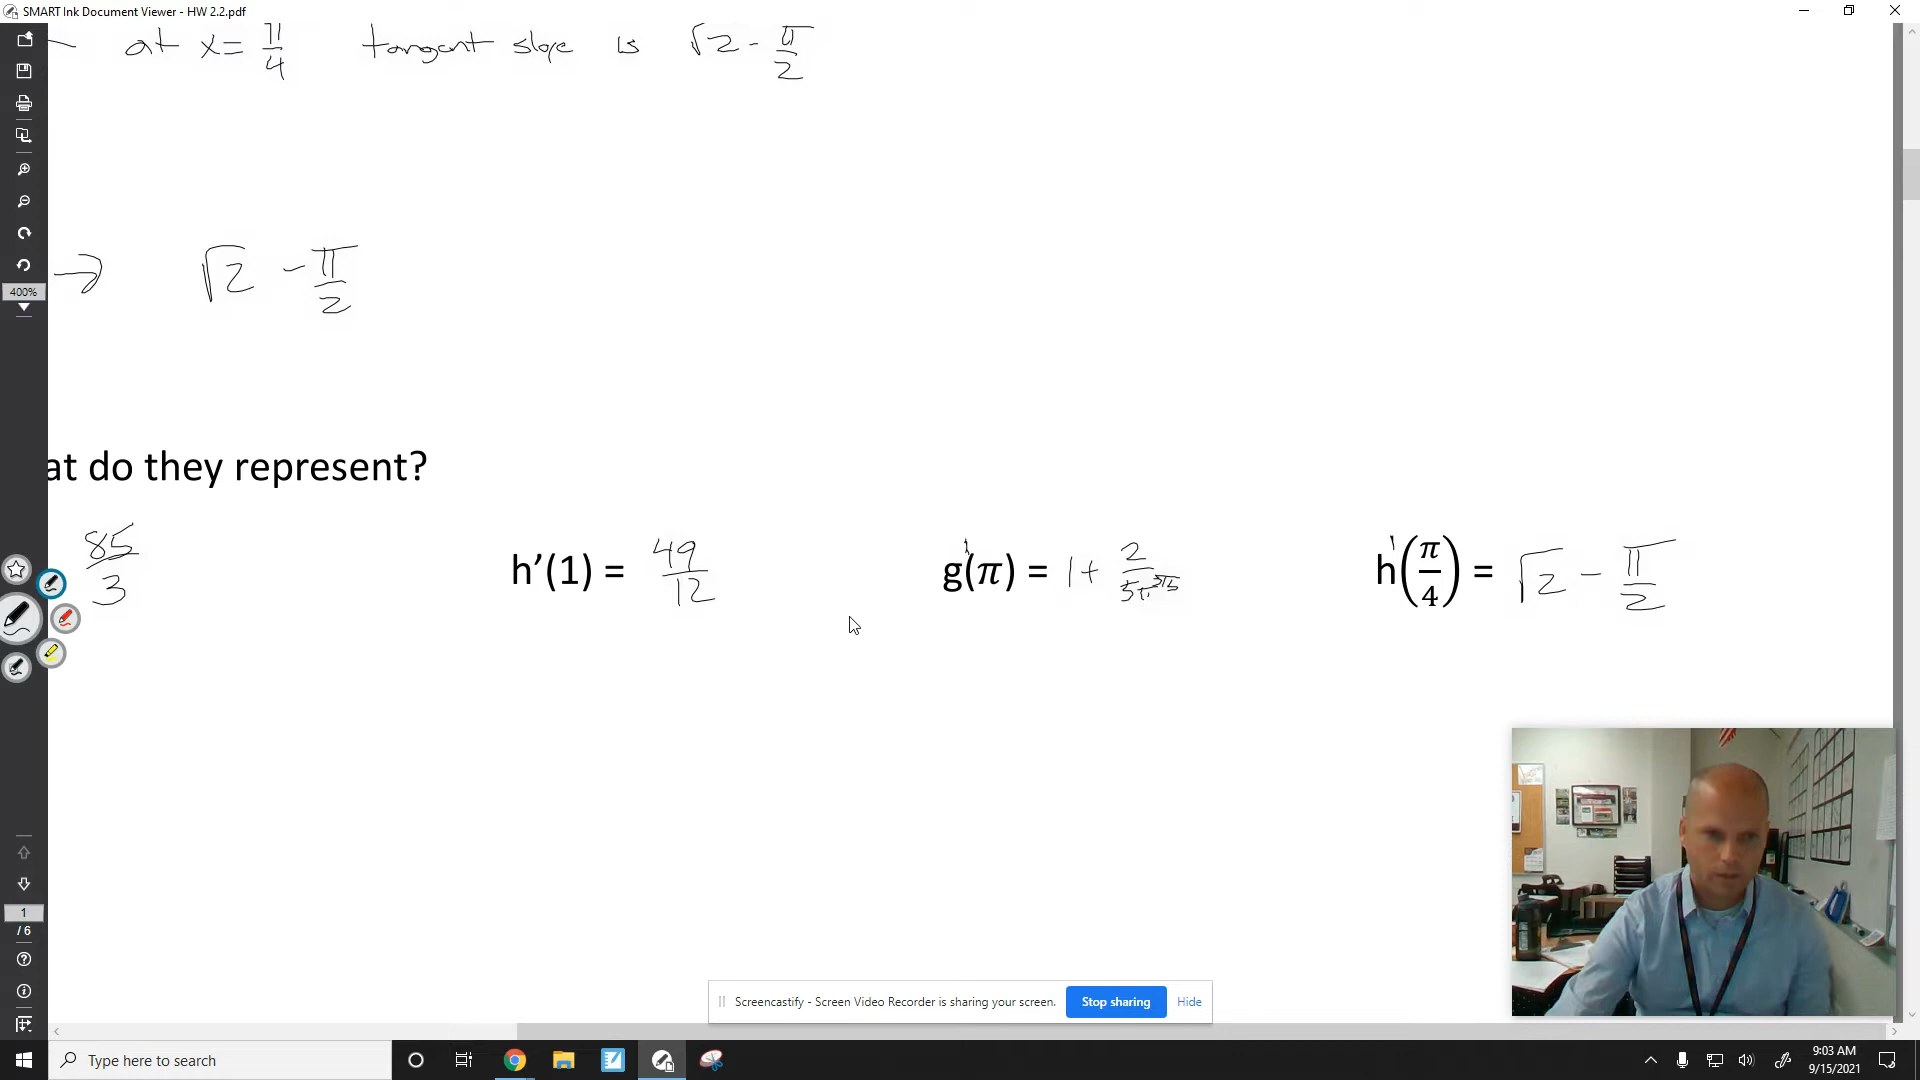 SMART Ink Document Viewer - HW 2.2.pdf
at x = π/4 tangent slope is √2 - π/2
400%
→ √2 - π/2
at do they represent?
85/3
h’(1) = 49/12
g'(π) = 1 + 2
h'(π/4) = √2 - π/2
1
/ 6
Screencastify - Screen Video Recorder is sharing your screen.
Stop sharing
Hide
Type here to search
9:03 AM
9/15/2021